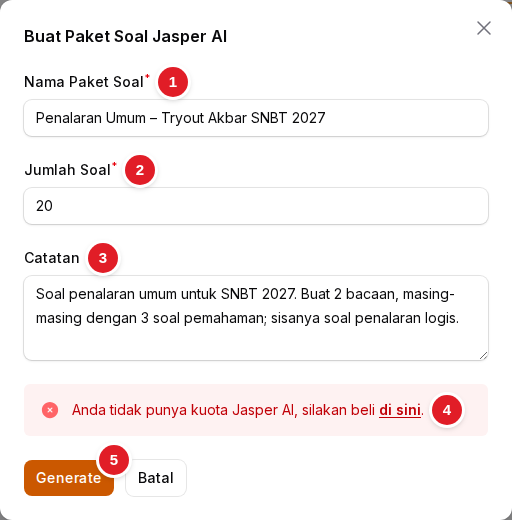 Buat Paket Soal Jasper AI
Nama Paket Soal* 1
Penalaran Umum – Tryout Akbar SNBT 2027
Jumlah Soal* 2
20
Catatan 3
Soal penalaran umum untuk SNBT 2027. Buat 2 bacaan, masing-
masing dengan 3 soal pemahaman; sisanya soal penalaran logis.
Anda tidak punya kuota Jasper AI, silakan beli di sini. 4
5
Generate Batal